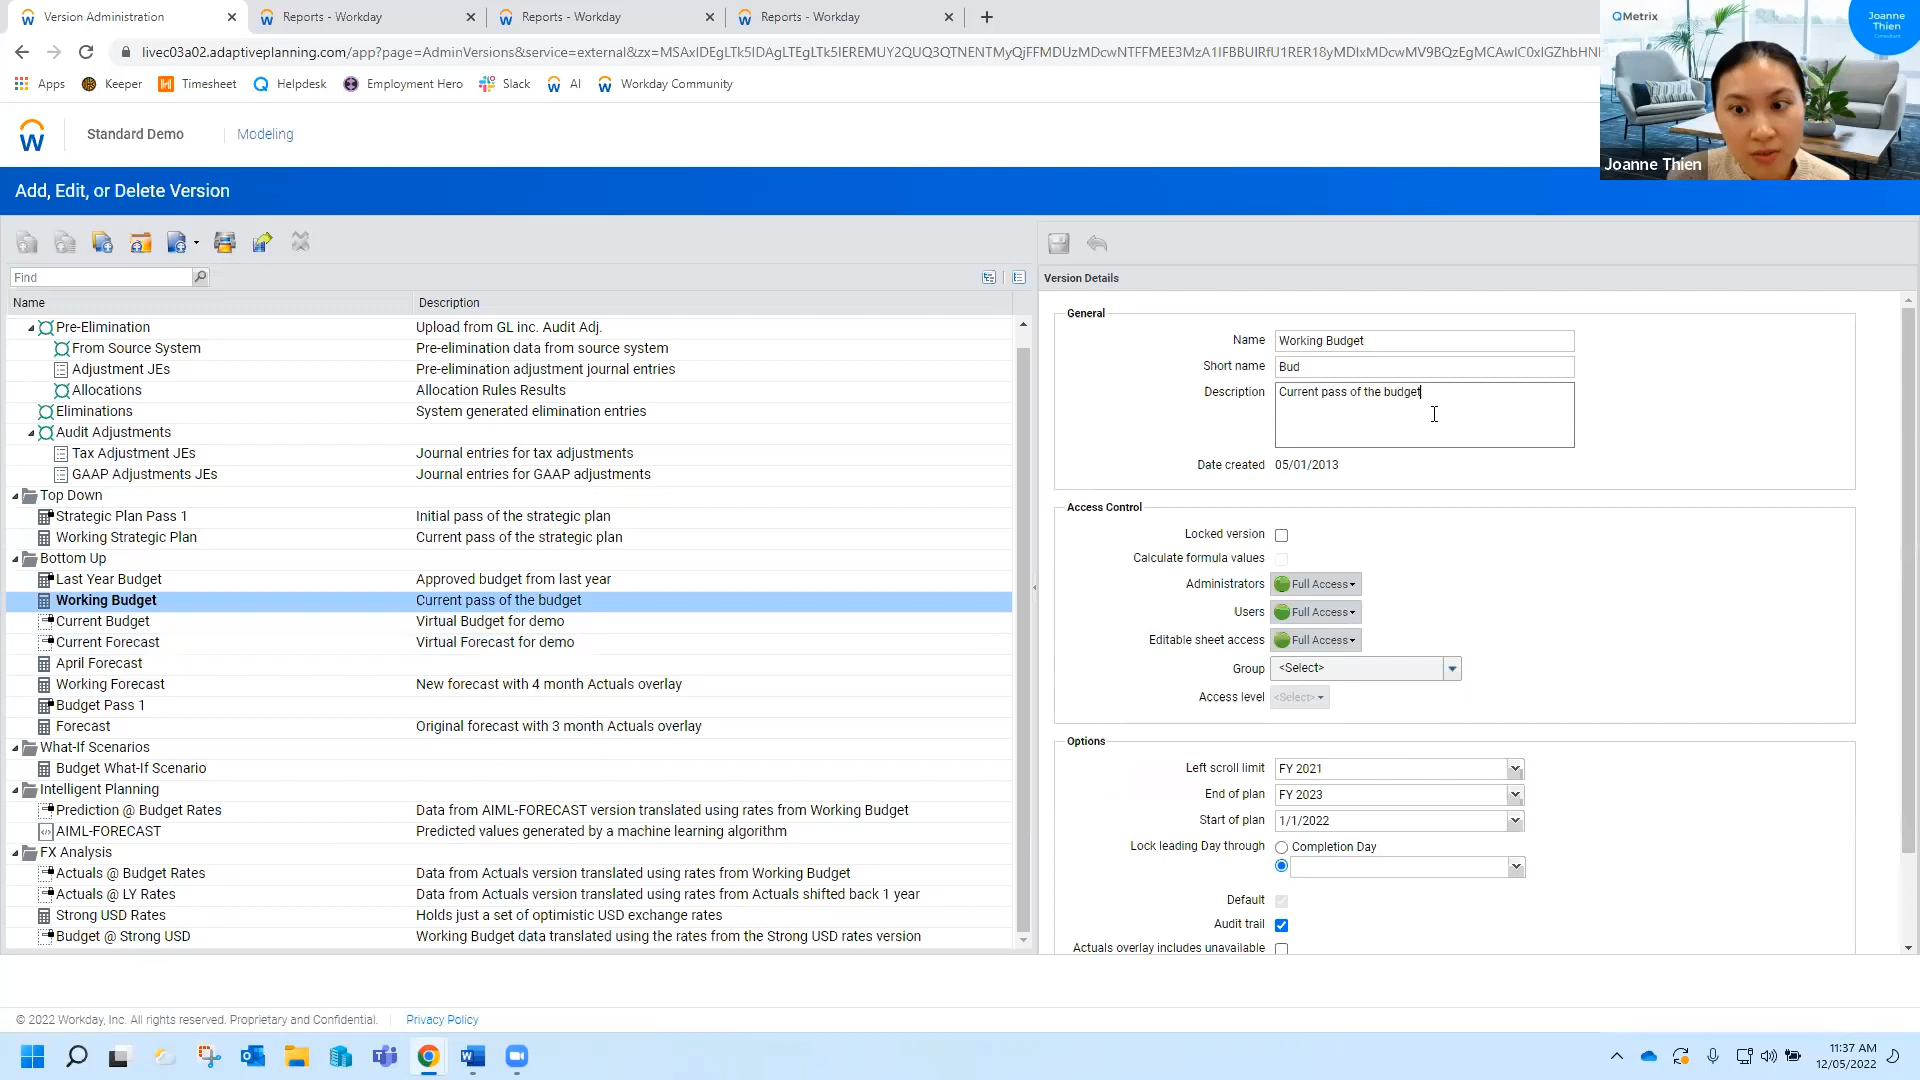 Version Administration
Reports - Workday
Reports - Workday
Reports - Workday
livec03a02.adaptiveplanning.com/app?page=AdminVersions&service=external&zx=
Apps
Keeper
Timesheet
Helpdesk
Employment Hero
Slack
AI
Workday Community
QMetrix
Joanne Thien
Consultant
Joanne Thien
Standard Demo
Modeling
Add, Edit, or Delete Version
Find
Name Description
Pre-Elimination Upload from GL inc. Audit Adj.
From Source System Pre-elimination data from source system
Adjustment JEs Pre-elimination adjustment journal entries
Allocations Allocation Rules Results
Eliminations System generated elimination entries
Audit Adjustments
Tax Adjustment JEs Journal entries for tax adjustments
GAAP Adjustments JEs Journal entries for GAAP adjustments
Top Down
Strategic Plan Pass 1 Initial pass of the strategic plan
Working Strategic Plan Current pass of the strategic plan
Bottom Up
Last Year Budget Approved budget from last year
Working Budget Current pass of the budget
Current Budget Virtual Budget for demo
Current Forecast Virtual Forecast for demo
April Forecast
Working Forecast New forecast with 4 month Actuals overlay
Budget Pass 1
Forecast Original forecast with 3 month Actuals overlay
What-If Scenarios
Budget What-If Scenario
Intelligent Planning
Prediction @ Budget Rates Data from AIML-FORECAST version translated using rates from Working Budget
AIML-FORECAST Predicted values generated by a machine learning algorithm
FX Analysis
Actuals @ Budget Rates Data from Actuals version translated using rates from Working Budget
Actuals @ LY Rates Data from Actuals version translated using rates from Actuals shifted back 1 year
Strong USD Rates Holds just a set of optimistic USD exchange rates
Budget @ Strong USD Working Budget data translated using the rates from the Strong USD rates version
Version Details
General
Name Working Budget
Short name Bud
Description Current pass of the budget
Date created 05/01/2013
Access Control
Locked version
Calculate formula values
Administrators Full Access
Users Full Access
Editable sheet access Full Access
Group <Select>
Access level <Select>
Options
Left scroll limit FY 2021
End of plan FY 2023
Start of plan 1/1/2022
Lock leading Day through Completion Day
Default
Audit trail
Actuals overlay includes unavailable
© 2022 Workday, Inc. All rights reserved. Proprietary and Confidential.
Privacy Policy
11:37 AM
12/05/2022